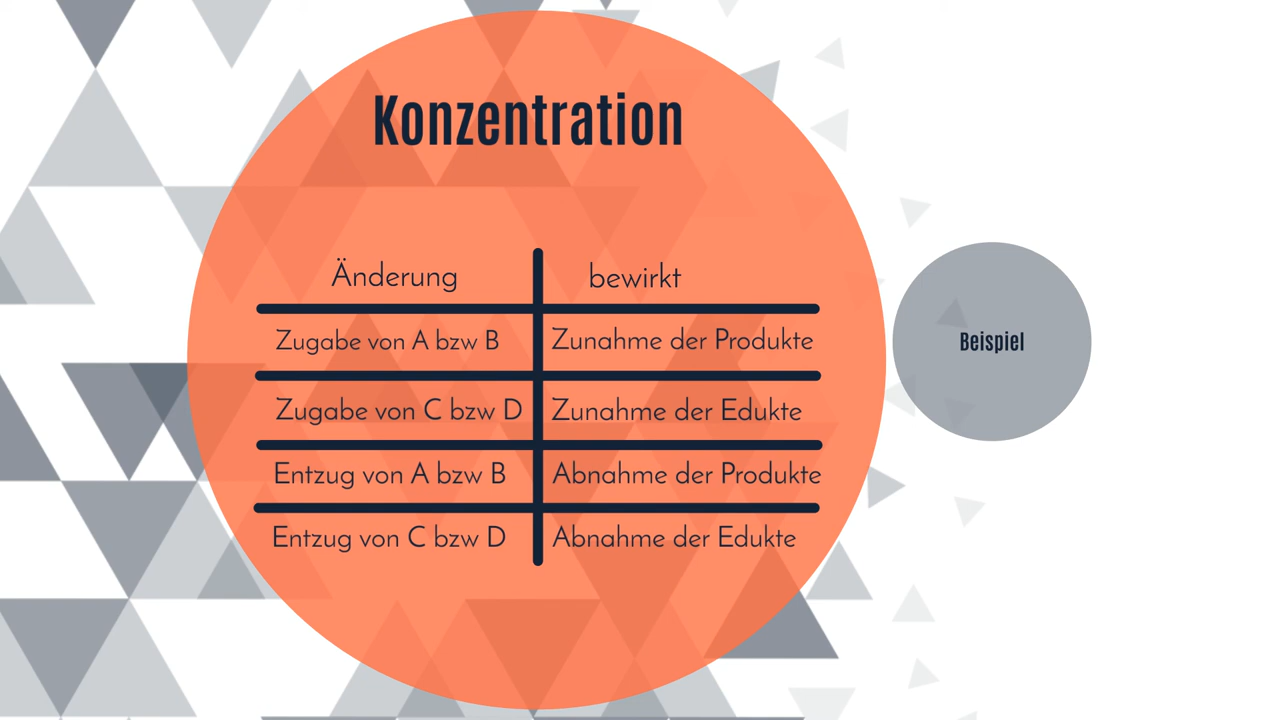 Konzentration
Änderung bewirkt
Zugabe von A bzw B Zunahme der Produkte
Zugabe von C bzw D Zunahme der Edukte
Entzug von A bzw B Abnahme der Produkte
Entzug von C bzw D Abnahme der Edukte
Beispiel